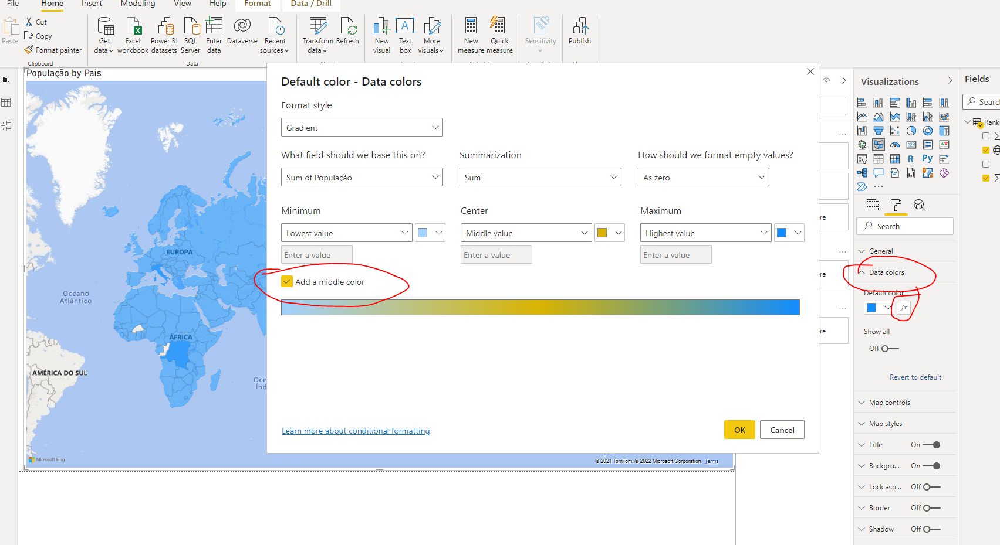 File Home Insert Modeling View Help Format Data / Drill
Paste
Cut
Copy
Format painter
Clipboard
Get data
Excel workbook
Power BI datasets
SQL Server
Enter data
Dataverse
Recent sources
Data
Transform data
Refresh
New visual
Text box
More visuals
New measure
Quick measure
Sensitivity
Publish
População by Pais
EUROPA
Oceano
Atlântico
ÁFRICA
AMÉRICA DO SUL
Oce
Índ
Microsoft Bing
© 2021 TomTom, © 2022 Microsoft Corporation Terms
Default color - Data colors
Format style
Gradient
What field should we base this on? Summarization How should we format empty values?
Sum of População Sum As zero
Minimum Center Maximum
Lowest value Middle value Highest value
Enter a value Enter a value Enter a value
Add a middle color
Learn more about conditional formatting
OK Cancel
re
re
re
Visualizations
123
R Py
Search
General
Data colors
Default color
fx
Show all
Off
Revert to default
Map controls
Map styles
Title On
Backgro... On
Lock asp... Off
Border Off
Shadow Off
Fields
Searc
Rank